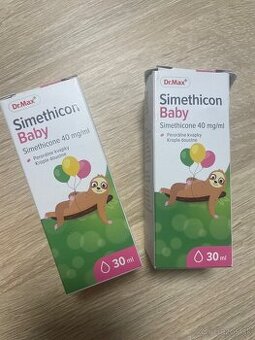 Dr.Max
Simethicon
Baby
Simethicone 40 mg/ml
Perorálne kvapky
Krople doustne
30 ml
Dr.Max
Simethicon
Baby
Simethicone 40 mg/ml
Perorálne kvapky
Krople doustne
30 ml